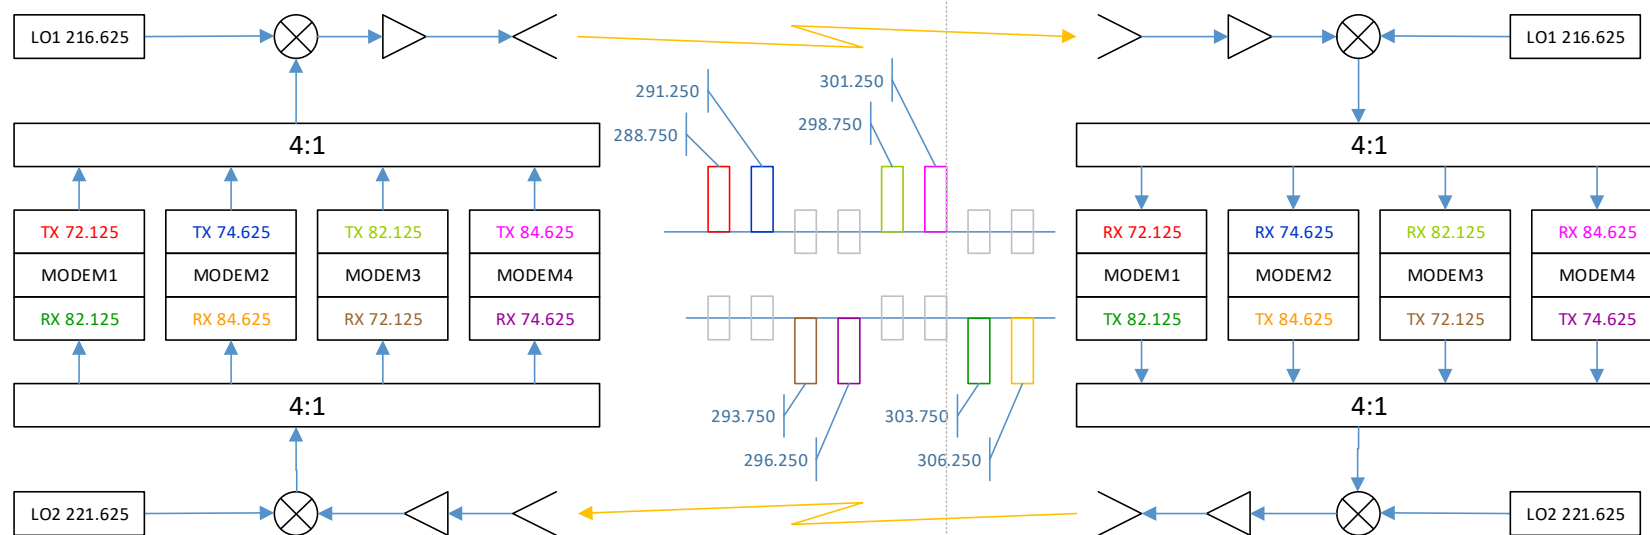 LO1 216.625
LO1 216.625
301.250
291.250
298.750
288.750
4:1
4:1
TX 72.125
TX 74.625
TX 82.125
TX 84.625
RX 72.125
RX 74.625
RX 82.125
RX 84.625
MODEM1
MODEM2
MODEM3
MODEM4
MODEM1
MODEM2
MODEM3
MODEM4
RX 82.125
RX 84.625
RX 72.125
RX 74.625
TX 82.125
TX 84.625
TX 72.125
TX 74.625
4:1
293.750
303.750
4:1
296.250
306.250
LO2 221.625
LO2 221.625